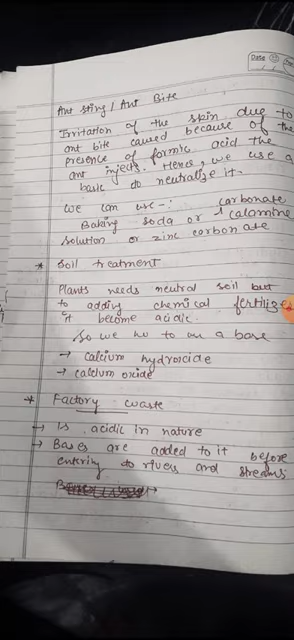 Date
Ant sting / Ant Bite
Irritation of the skin due to
ant bite caused because of the
presence of formic acid the
ant injects. Hence, we use a
basic to neutralize it.
we can use -: carbonate
Baking soda or calamine
solution or zinc carbonate
* Soil treatment
Plants needs neutral soil but
to adding chemical fertilize
it become acidic.
So we to use a base
→ calcium hydroxide
→ calcium oxide
* Factory waste
→ Is acidic in nature
→ Bases are added to it before
entering to rivers and streams